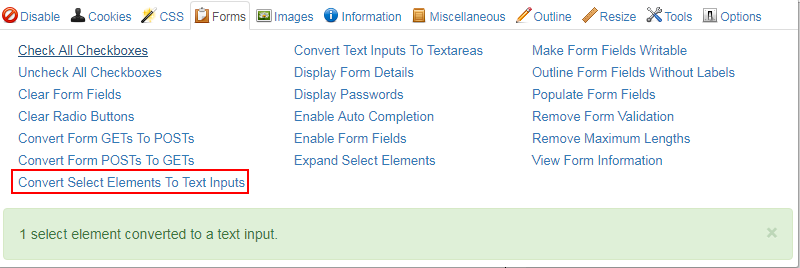 Disable Cookies CSS Forms Images Information Miscellaneous Outline Resize Tools Options
Check All Checkboxes
Uncheck All Checkboxes
Clear Form Fields
Clear Radio Buttons
Convert Form GETs To POSTs
Convert Form POSTs To GETs
Convert Select Elements To Text Inputs
Convert Text Inputs To Textareas
Display Form Details
Display Passwords
Enable Auto Completion
Enable Form Fields
Expand Select Elements
Make Form Fields Writable
Outline Form Fields Without Labels
Populate Form Fields
Remove Form Validation
Remove Maximum Lengths
View Form Information
1 select element converted to a text input.
×